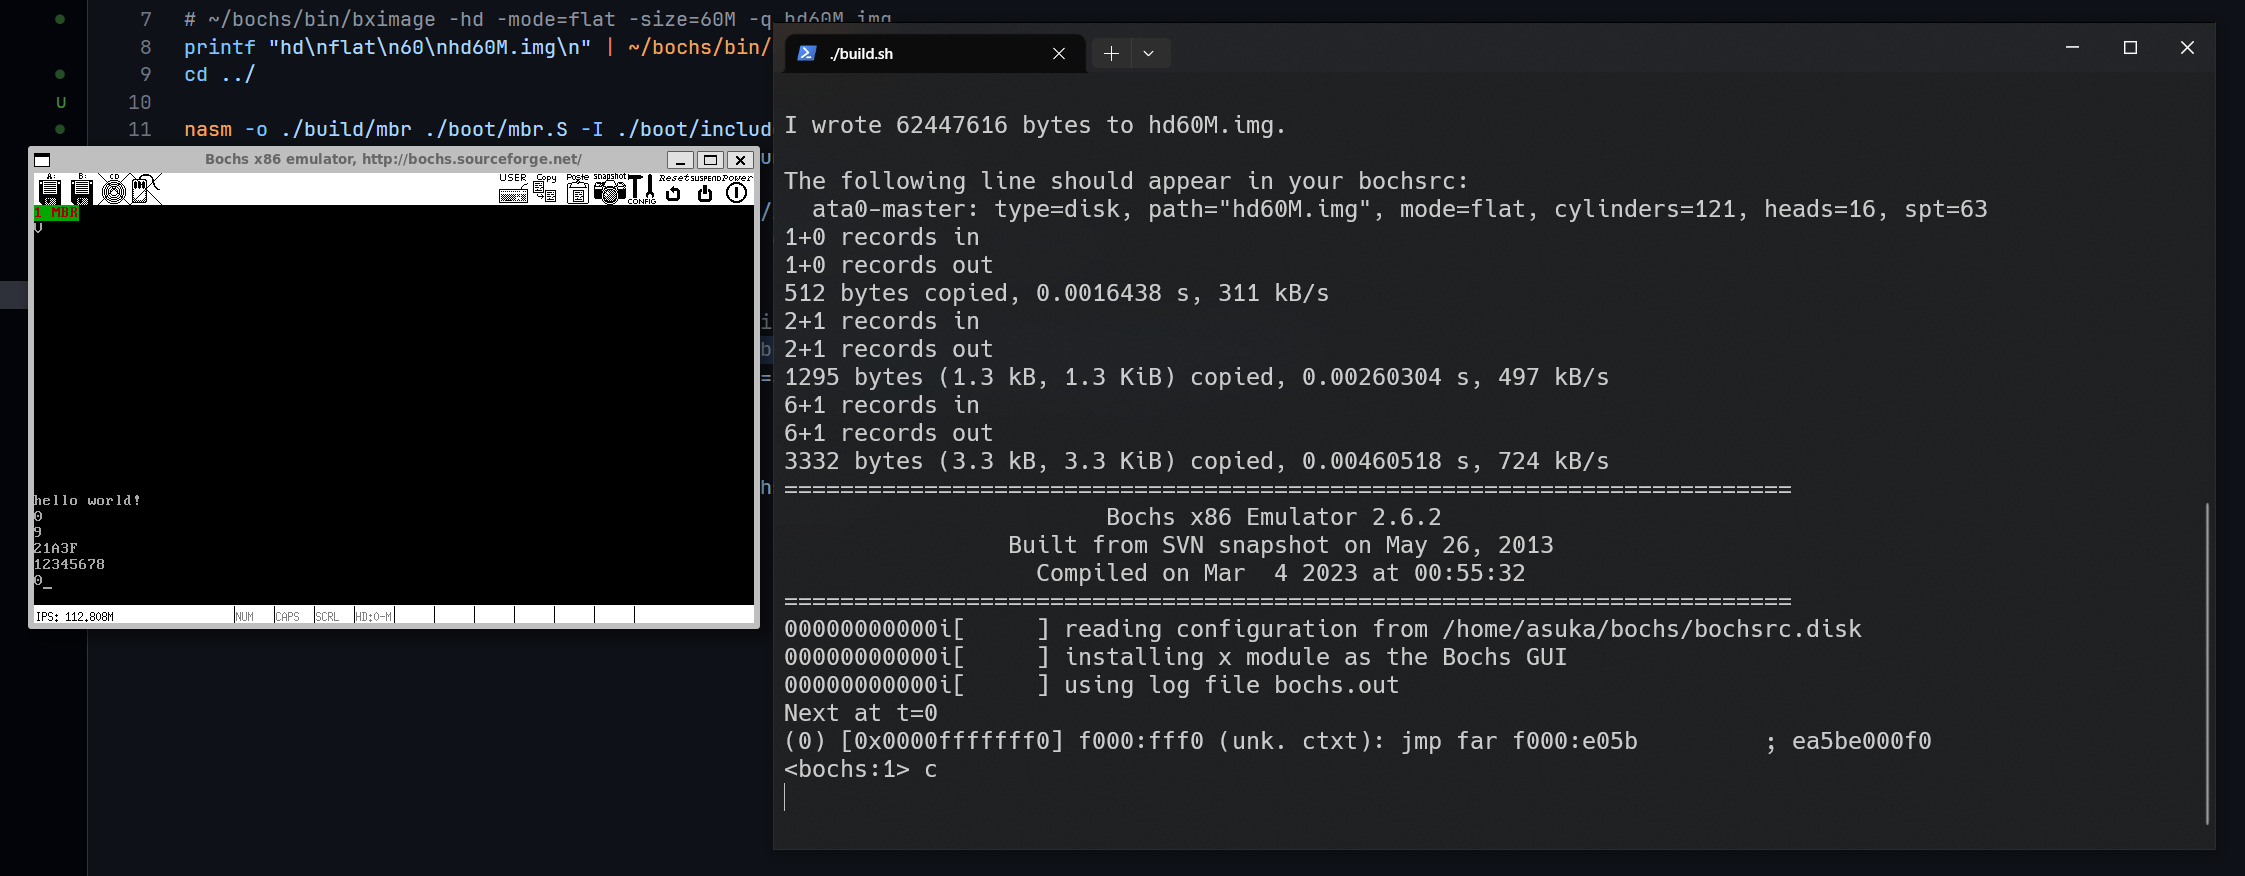 7 # ~/bochs/bin/bximage -hd -mode=flat -size=60M -q hd60M.img
8 printf "hd\nflat\n60\nhd60M.img\n" | ~/bochs/bin/
9 cd ../
U 10
11 nasm -o ./build/mbr ./boot/mbr.S -I ./boot/includ
Bochs x86 emulator, http://bochs.sourceforge.net/
A: B: CD USER Copy Paste snapshot CONFIG Reset SUSPEND Power
1 MBR
V
hello world!
0
9
21A3F
12345678
0_
IPS: 112.808M NUM CAPS SCRL HD:0-M
u
/
i
b
=
h
./build.sh
I wrote 62447616 bytes to hd60M.img.
The following line should appear in your bochsrc:
ata0-master: type=disk, path="hd60M.img", mode=flat, cylinders=121, heads=16, spt=63
1+0 records in
1+0 records out
512 bytes copied, 0.0016438 s, 311 kB/s
2+1 records in
2+1 records out
1295 bytes (1.3 kB, 1.3 KiB) copied, 0.00260304 s, 497 kB/s
6+1 records in
6+1 records out
3332 bytes (3.3 kB, 3.3 KiB) copied, 0.00460518 s, 724 kB/s
========================================================================
Bochs x86 Emulator 2.6.2
Built from SVN snapshot on May 26, 2013
Compiled on Mar  4 2023 at 00:55:32
========================================================================
00000000000i[     ] reading configuration from /home/asuka/bochs/bochsrc.disk
00000000000i[     ] installing x module as the Bochs GUI
00000000000i[     ] using log file bochs.out
Next at t=0
(0) [0x0000fffffff0] f000:fff0 (unk. ctxt): jmp far f000:e05b         ; ea5be000f0
<bochs:1> c